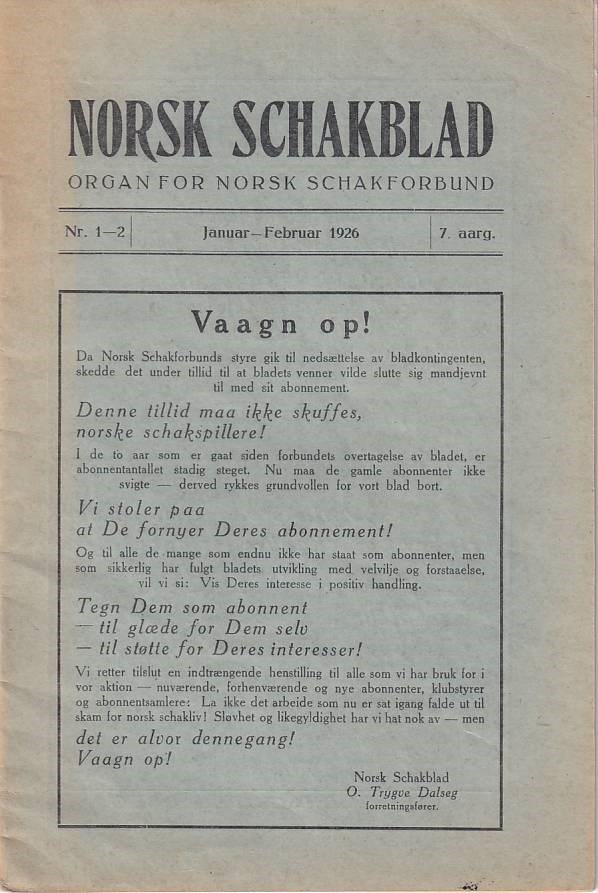 NORSK SCHAKBLAD
ORGAN FOR NORSK SCHAKFORBUND
Nr. 1—2
Januar—Februar 1926
7. aarg.
Vaagn op!
Da Norsk Schakforbunds styre gik til nedsættelse av bladkontingenten,
skedde det under tillid til at bladets venner vilde slutte sig mandjevnt
til med sit abonnement.
Denne tillid maa ikke skuffes,
norske schakspillere!
I de to aar som er gaat siden forbundets overtagelse av bladet, er
abonnentantallet stadig steget. Nu maa de gamle abonnenter ikke
svigte — derved rykkes grundvollen for vort blad bort.
Vi stoler paa
at De fornyer Deres abonnement!
Og til alle de mange som endnu ikke har staat som abonnenter, men
som sikkerlig har fulgt bladets utvikling med velvilje og forstaaelse,
vil vi si: Vis Deres interesse i positiv handling.
Tegn Dem som abonnent
— til glæde for Dem selv
— til støtte for Deres interesser!
Vi retter tilslut en indtrængende henstilling til alle som vi har bruk for i
vor aktion — nuværende, forhenværende og nye abonnenter, klubstyrer
og abonnentsamlere: La ikke det arbeide som nu er sat igang falde ut til
skam for norsk schakliv! Sløvhet og likegyldighet har vi hat nok av — men
det er alvor dennegang!
Vaagn op!
Norsk Schakblad
O. Trygve Dalseg
forretningsfører.